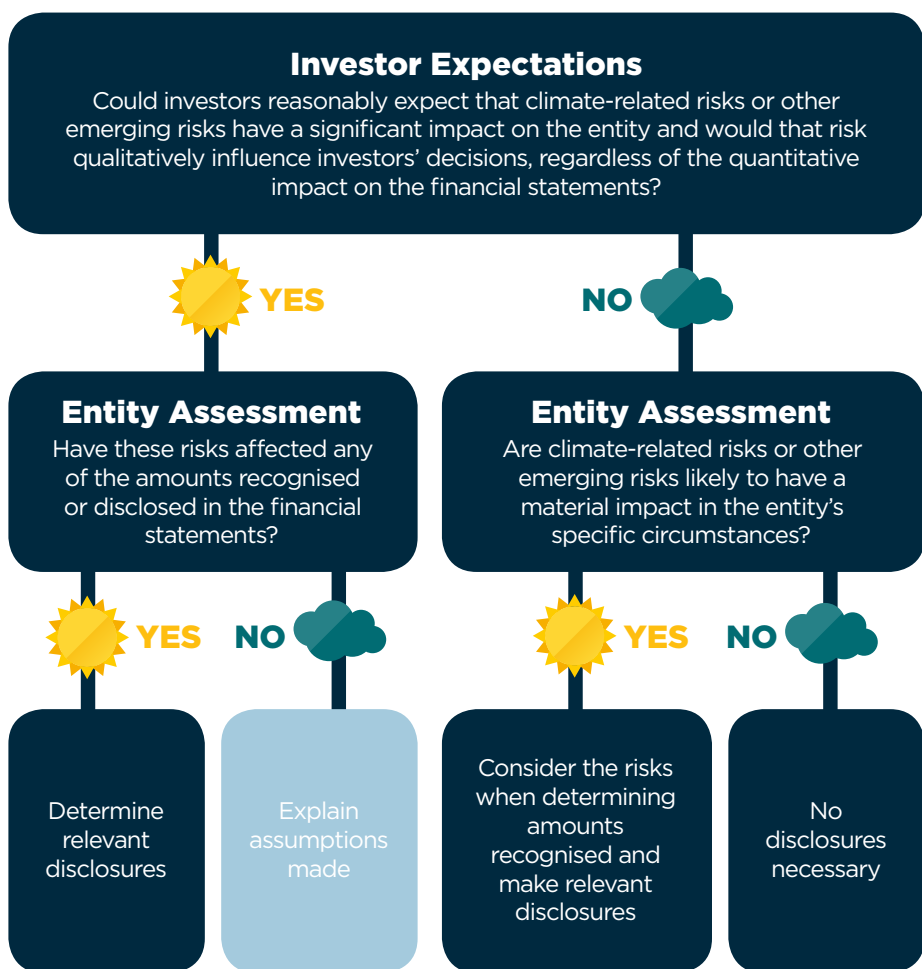 Investor Expectations
Could investors reasonably expect that climate-related risks or other
emerging risks have a significant impact on the entity and would that risk
qualitatively influence investors’ decisions, regardless of the quantitative
impact on the financial statements?
YES
NO
Entity Assessment
Have these risks affected any
of the amounts recognised
or disclosed in the financial
statements?
Entity Assessment
Are climate-related risks or other
emerging risks likely to have a
material impact in the entity’s
specific circumstances?
YES
NO
YES
NO
Determine
relevant
disclosures
Explain
assumptions
made
Consider the risks
when determining
amounts
recognised and
make relevant
disclosures
No
disclosures
necessary